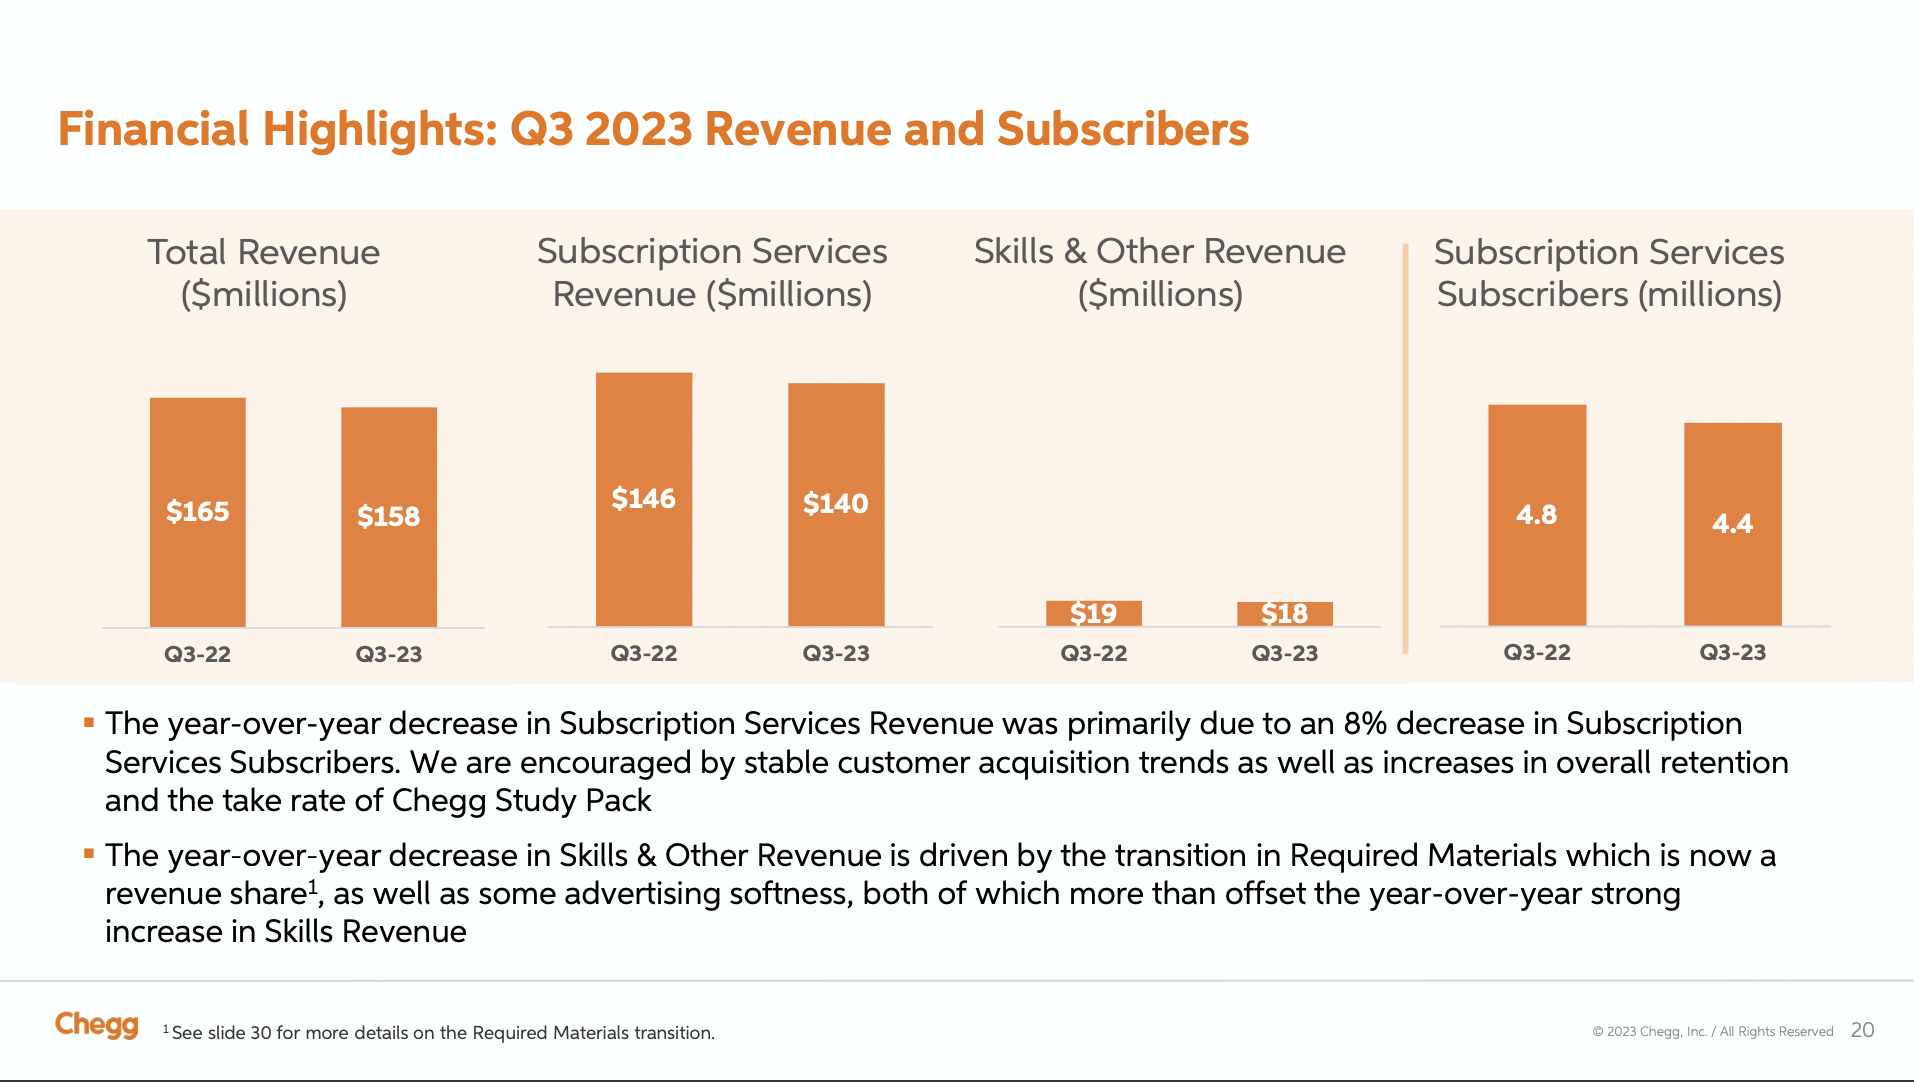 Financial Highlights: Q3 2023 Revenue and Subscribers
Total Revenue
($millions)
$165
$158
Q3-22
Q3-23
Subscription Services
Revenue ($millions)
$146
$140
Q3-22
Q3-23
Skills & Other Revenue
($millions)
$19
$18
Q3-22
Q3-23
Subscription Services
Subscribers (millions)
4.8
4.4
Q3-22
Q3-23
▪ The year-over-year decrease in Subscription Services Revenue was primarily due to an 8% decrease in Subscription
Services Subscribers. We are encouraged by stable customer acquisition trends as well as increases in overall retention
and the take rate of Chegg Study Pack
▪ The year-over-year decrease in Skills & Other Revenue is driven by the transition in Required Materials which is now a
revenue share¹, as well as some advertising softness, both of which more than offset the year-over-year strong
increase in Skills Revenue
Chegg
¹ See slide 30 for more details on the Required Materials transition.
© 2023 Chegg, Inc. / All Rights Reserved
20